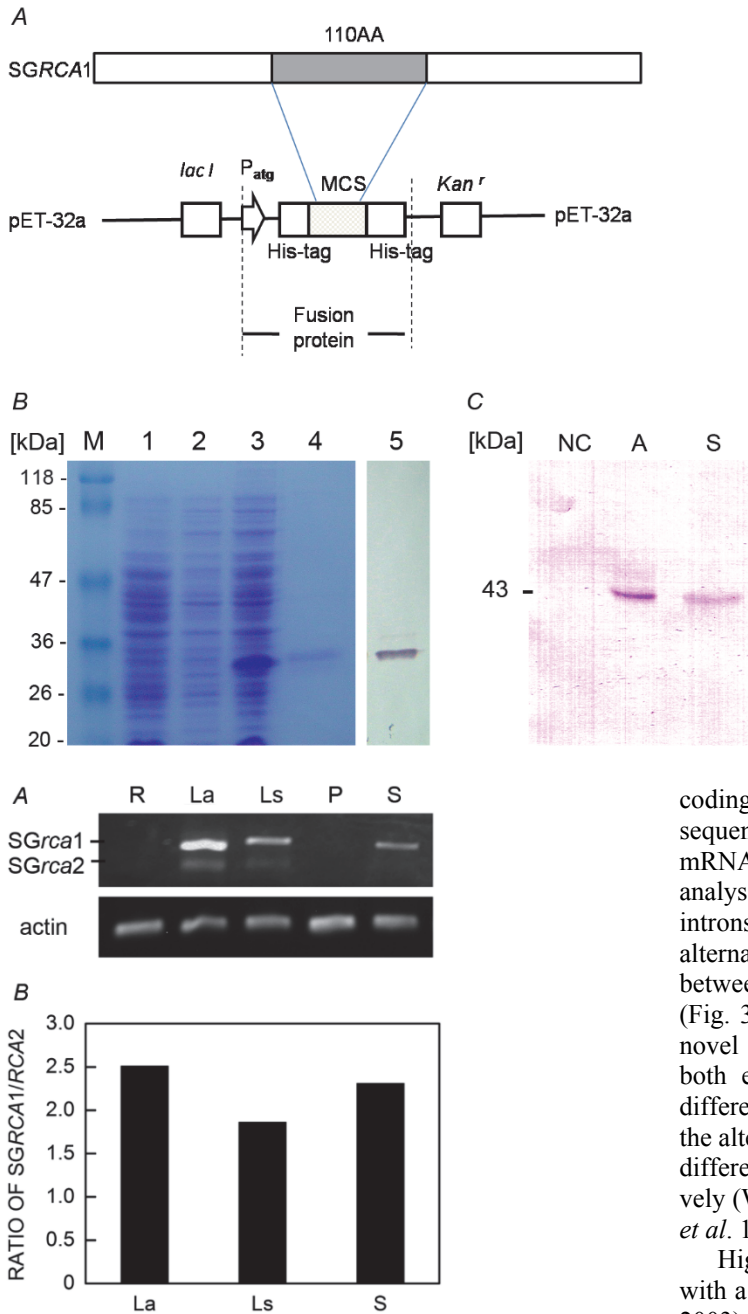 A
110AA
SGRCA1
lac I Patg MCS Kan r
pET-32a pET-32a
His-tag His-tag
Fusion
protein
B
[kDa] M 1 2 3 4 5
118 -
85 -
47 -
36 -
26 -
20 -
C
[kDa] NC A S
43 -
A
R La Ls P S
SGrca1
SGrca2
actin
B
RATIO OF SGRCA1/RCA2
3.0
2.5
2.0
1.5
1.0
0.5
0
La Ls S
coding
sequen
mRNA
analys
introns
alterna
betwee
(Fig. 3
novel
both e
differe
the alte
differe
vely (W
et al. 1
Hig
with a